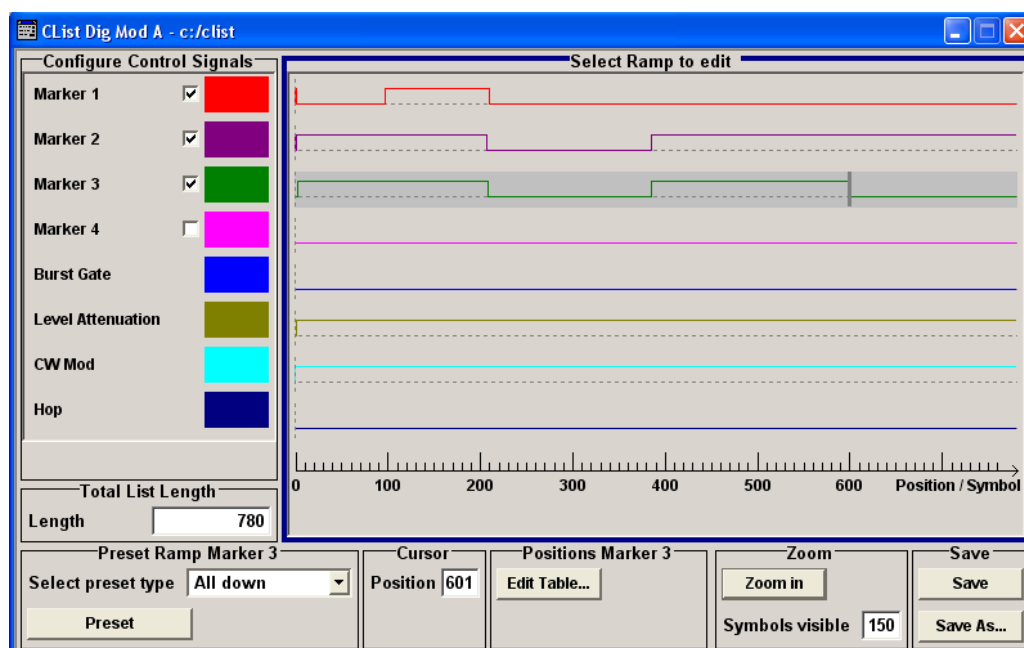 CList Dig Mod A - c:/clist
Configure Control Signals
Marker 1
Marker 2
Marker 3
Marker 4
Burst Gate
Level Attenuation
CW Mod
Hop
Select Ramp to edit
0 100 200 300 400 500 600 Position / Symbol
Total List Length
Length 780
Preset Ramp Marker 3
Select preset type All down
Preset
Cursor
Position 601
Positions Marker 3
Edit Table...
Zoom
Zoom in
Symbols visible 150
Save
Save
Save As...